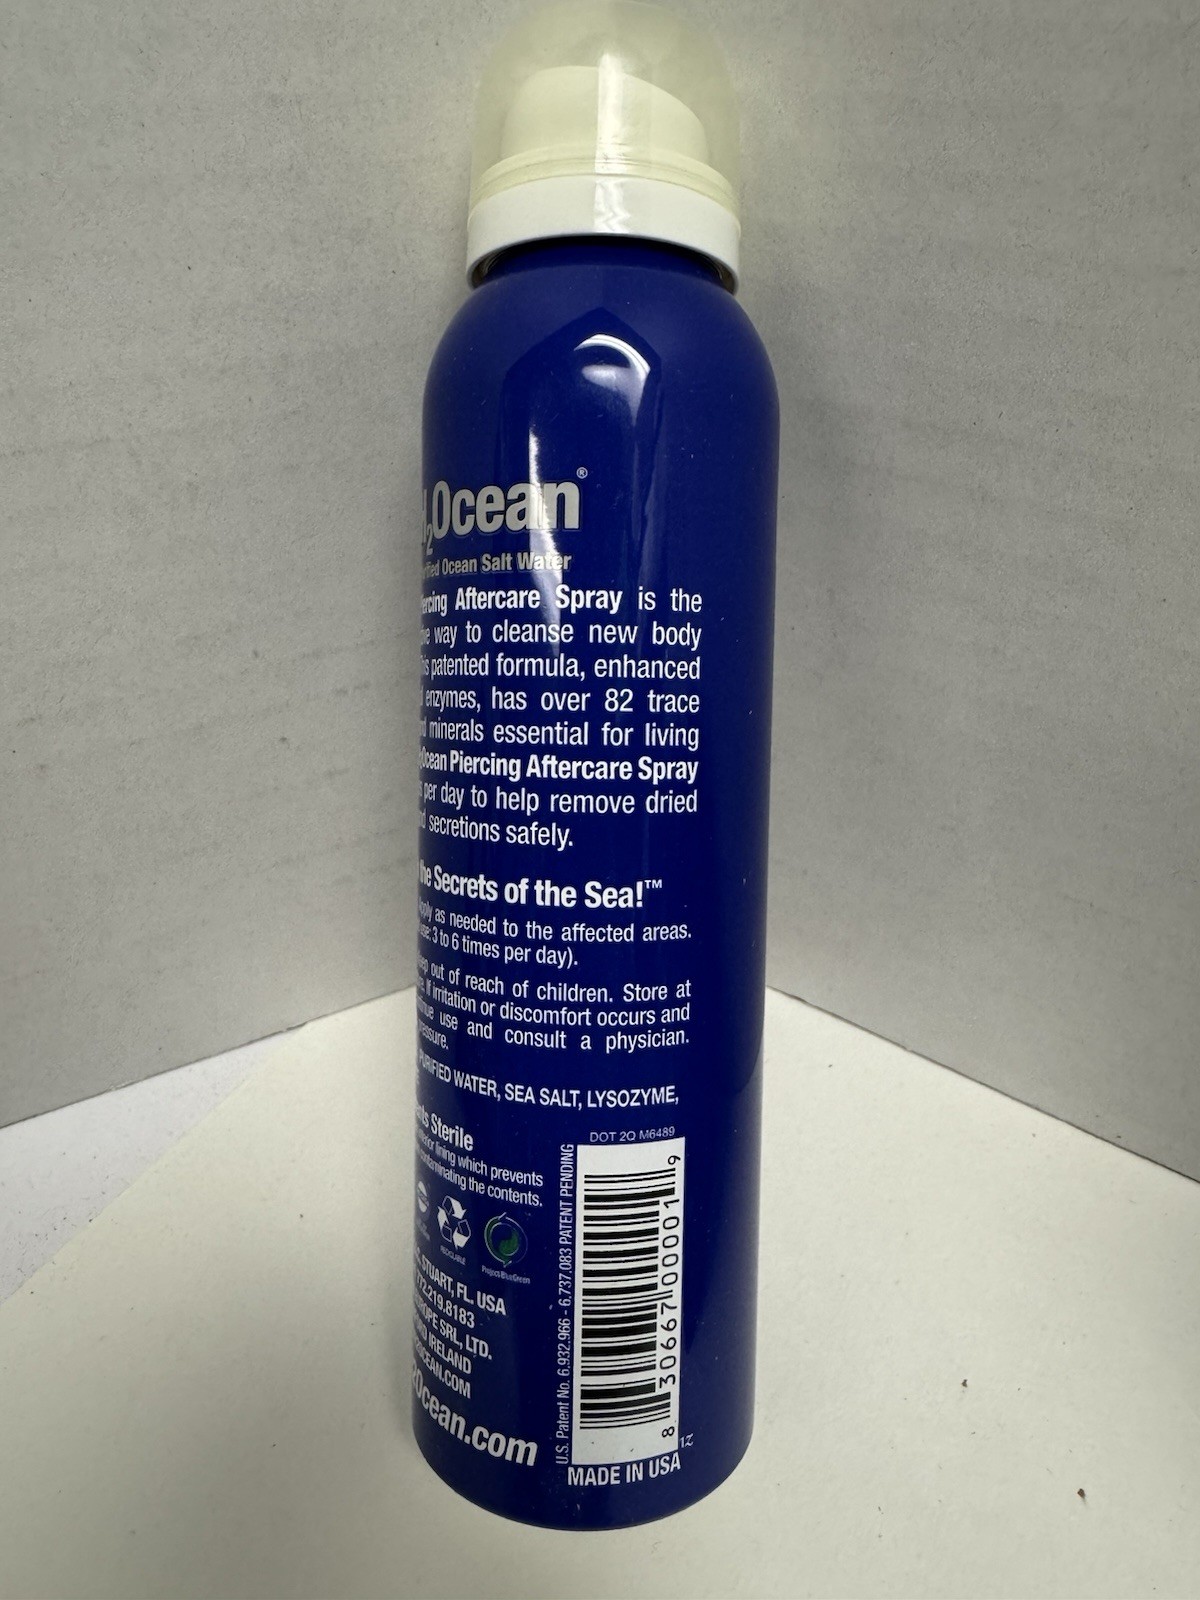 2Ocean®
Ocean Salt Water
Aftercare Spray is the
way to cleanse new body
patented formula, enhanced
enzymes, has over 82 trace
minerals essential for living
Ocean Piercing Aftercare Spray
per day to help remove dried
secretions safely.
the Secrets of the Sea!™
as needed to the affected areas.
3 to 6 times per day).
out of reach of children. Store at
If irritation or discomfort occurs and
use and consult a physician.
PURIFIED WATER, SEA SALT, LYSOZYME,
Sterile
lining which prevents
contaminating the contents.
RECYCLABLE
Project BlueGreen
STUART, FL. USA
772.219.8183
SRL, LTD.
IRELAND
OCEAN.COM
Ocean.com
DOT 2Q M6489
U.S. Patent No. 6,932,966 - 6,737,083 PATENT PENDING
8 30667 00001 9
1Z
MADE IN USA